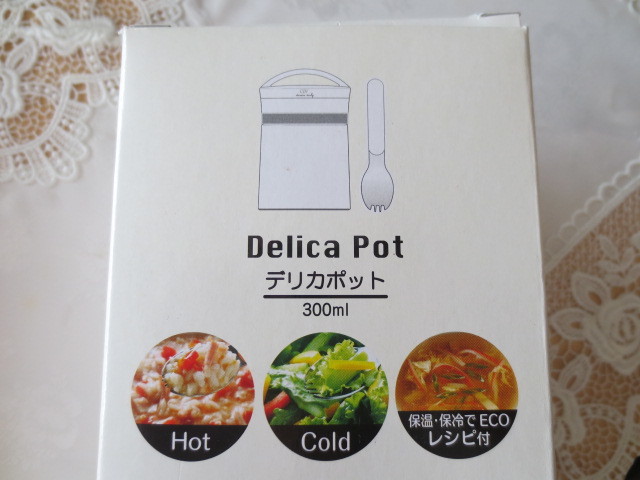 Delica Pot
デリカポット
300ml
Hot
Cold
保温・保冷でECO
レシピ付